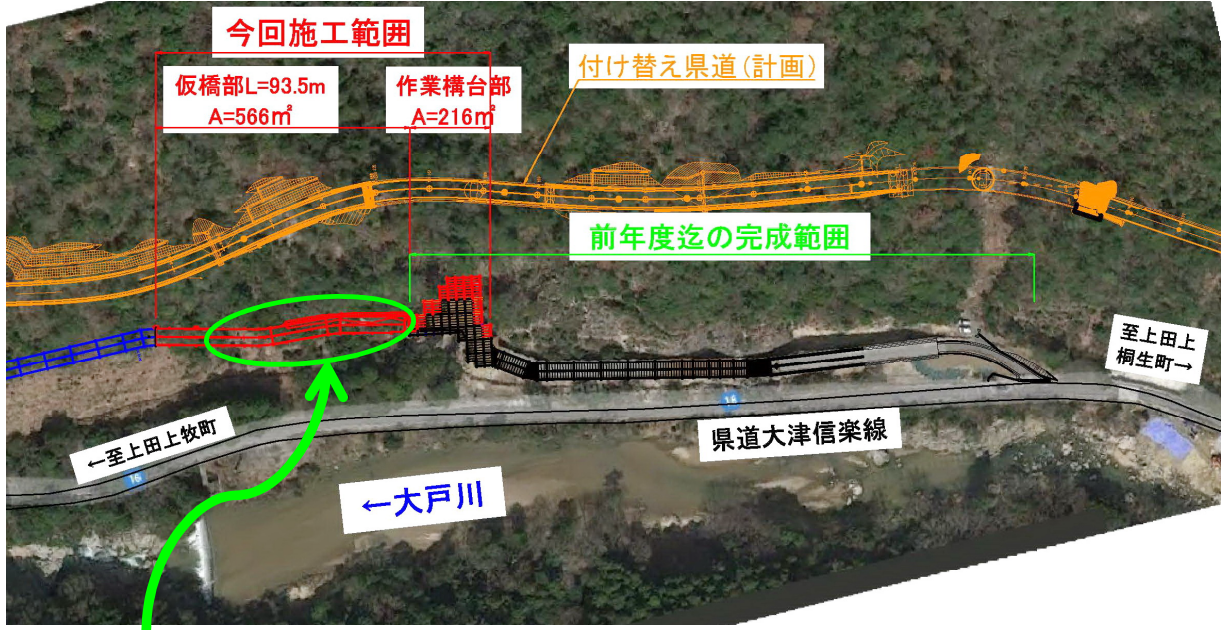 今回施工範囲
付け替え県道(計画)
仮橋部L=93.5m
A=566㎡
作業構台部
A=216㎡
前年度迄の完成範囲
至上田上
桐生町→
←至上田上牧町
16
16
県道大津信楽線
←大戸川